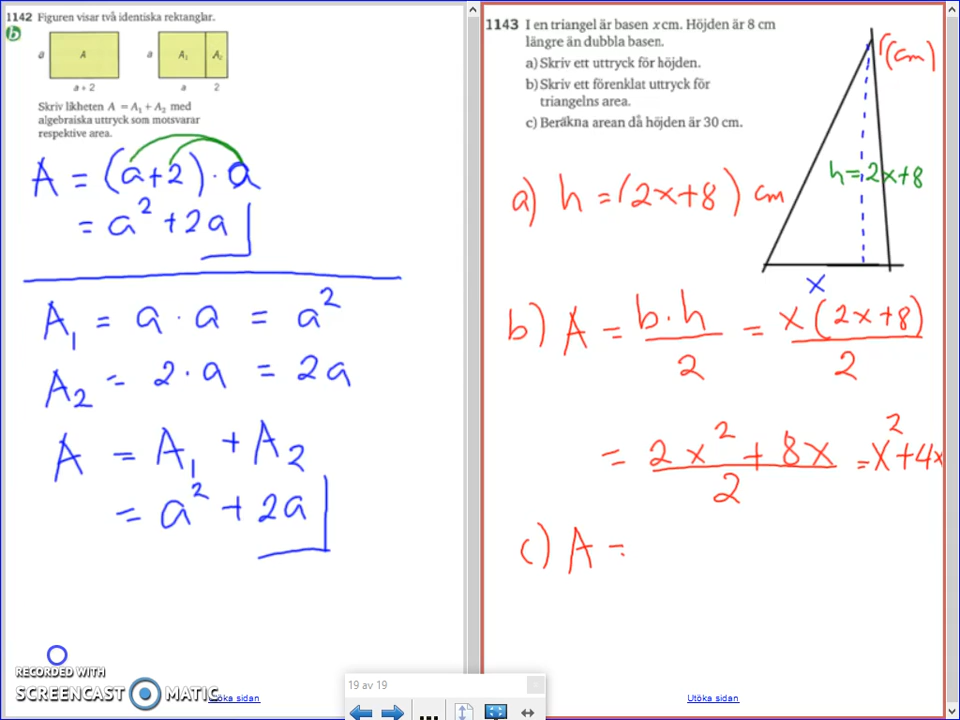 1142 Figuren visar två identiska rektanglar.
b
a A a A₁ A₂
a + 2 a 2
Skriv likheten A = A₁ + A₂ med
algebraiska uttryck som motsvarar
respektive area.
A = (a+2) · a
= a² + 2a
A₁ = a · a = a²
A₂ = 2 · a = 2a
A = A₁ + A₂
= a² + 2a
RECORDED WITH
SCREENCAST MATIC
Utöka sidan
1143 I en triangel är basen x cm. Höjden är 8 cm
längre än dubbla basen.
a) Skriv ett uttryck för höjden.
b) Skriv ett förenklat uttryck för
triangelns area.
c) Beräkna arean då höjden är 30 cm.
(cm)
h=2x+8
x
a) h = (2x+8) cm
b) A = b·h / 2 = x(2x+8) / 2
= 2x² + 8x / 2 = x² + 4x
c) A =
19 av 19
Utöka sidan